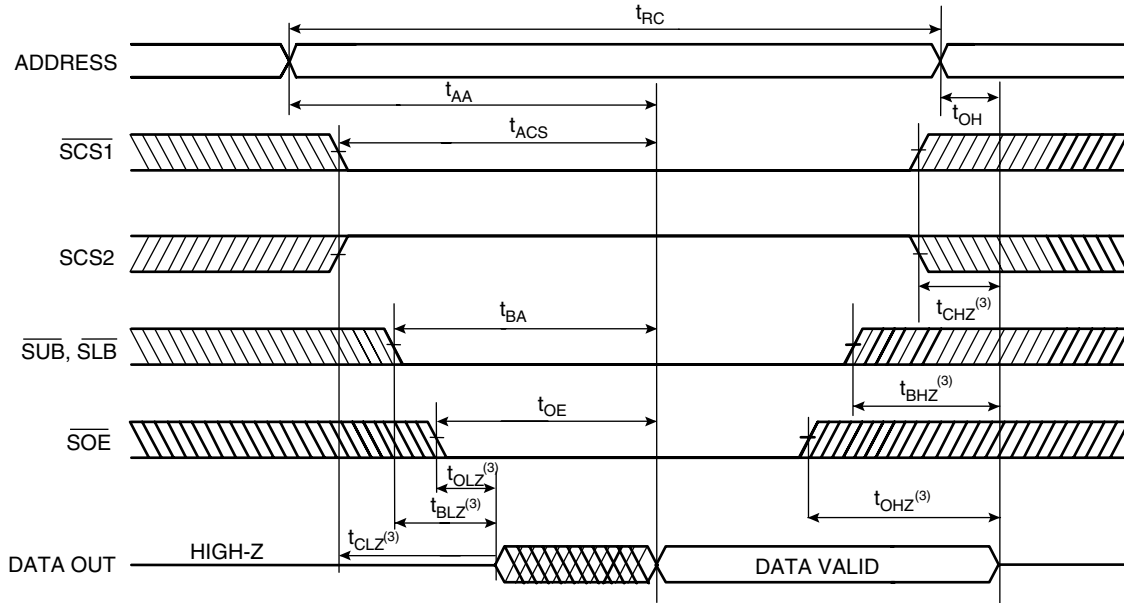 tRC
ADDRESS
tAA
tOH
tACS
SCS1
SCS2
tCHZ(3)
tBA
SUB, SLB
tBHZ(3)
tOE
SOE
tOLZ(3)
tBLZ(3)
tOHZ(3)
tCLZ(3)
HIGH-Z
DATA OUT
DATA VALID